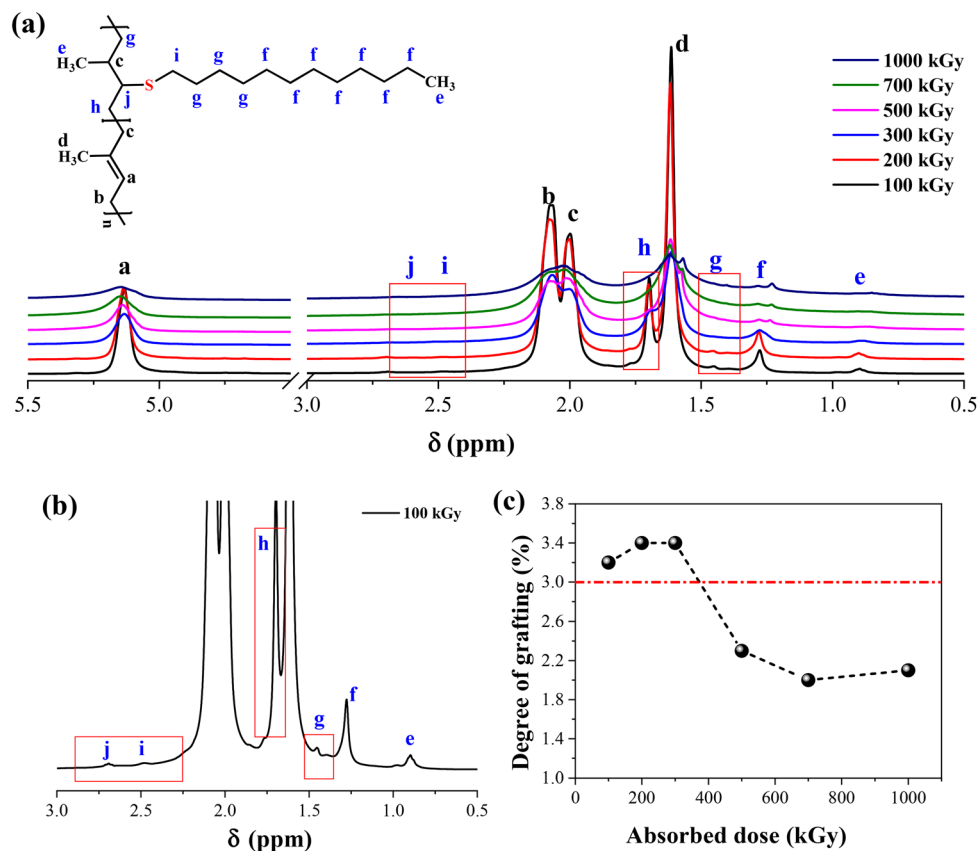 (a)
g
e
H₃C
c
S
j
h
i
g
g
g
f
f
f
f
f
f
f
f
CH₃
e
c
d
H₃C
a
b
n
1000 kGy
700 kGy
500 kGy
300 kGy
200 kGy
100 kGy
a
j
i
b
c
h
d
g
f
e
5.5
5.0
3.0
2.5
2.0
1.5
1.0
0.5
δ (ppm)
(b)
100 kGy
h
j
i
g
f
e
3.0
2.5
2.0
1.5
1.0
0.5
δ (ppm)
(c)
Degree of grafting (%)
3.8
3.4
3.0
2.6
2.2
1.8
1.4
1.0
0
200
400
600
800
1000
Absorbed dose (kGy)